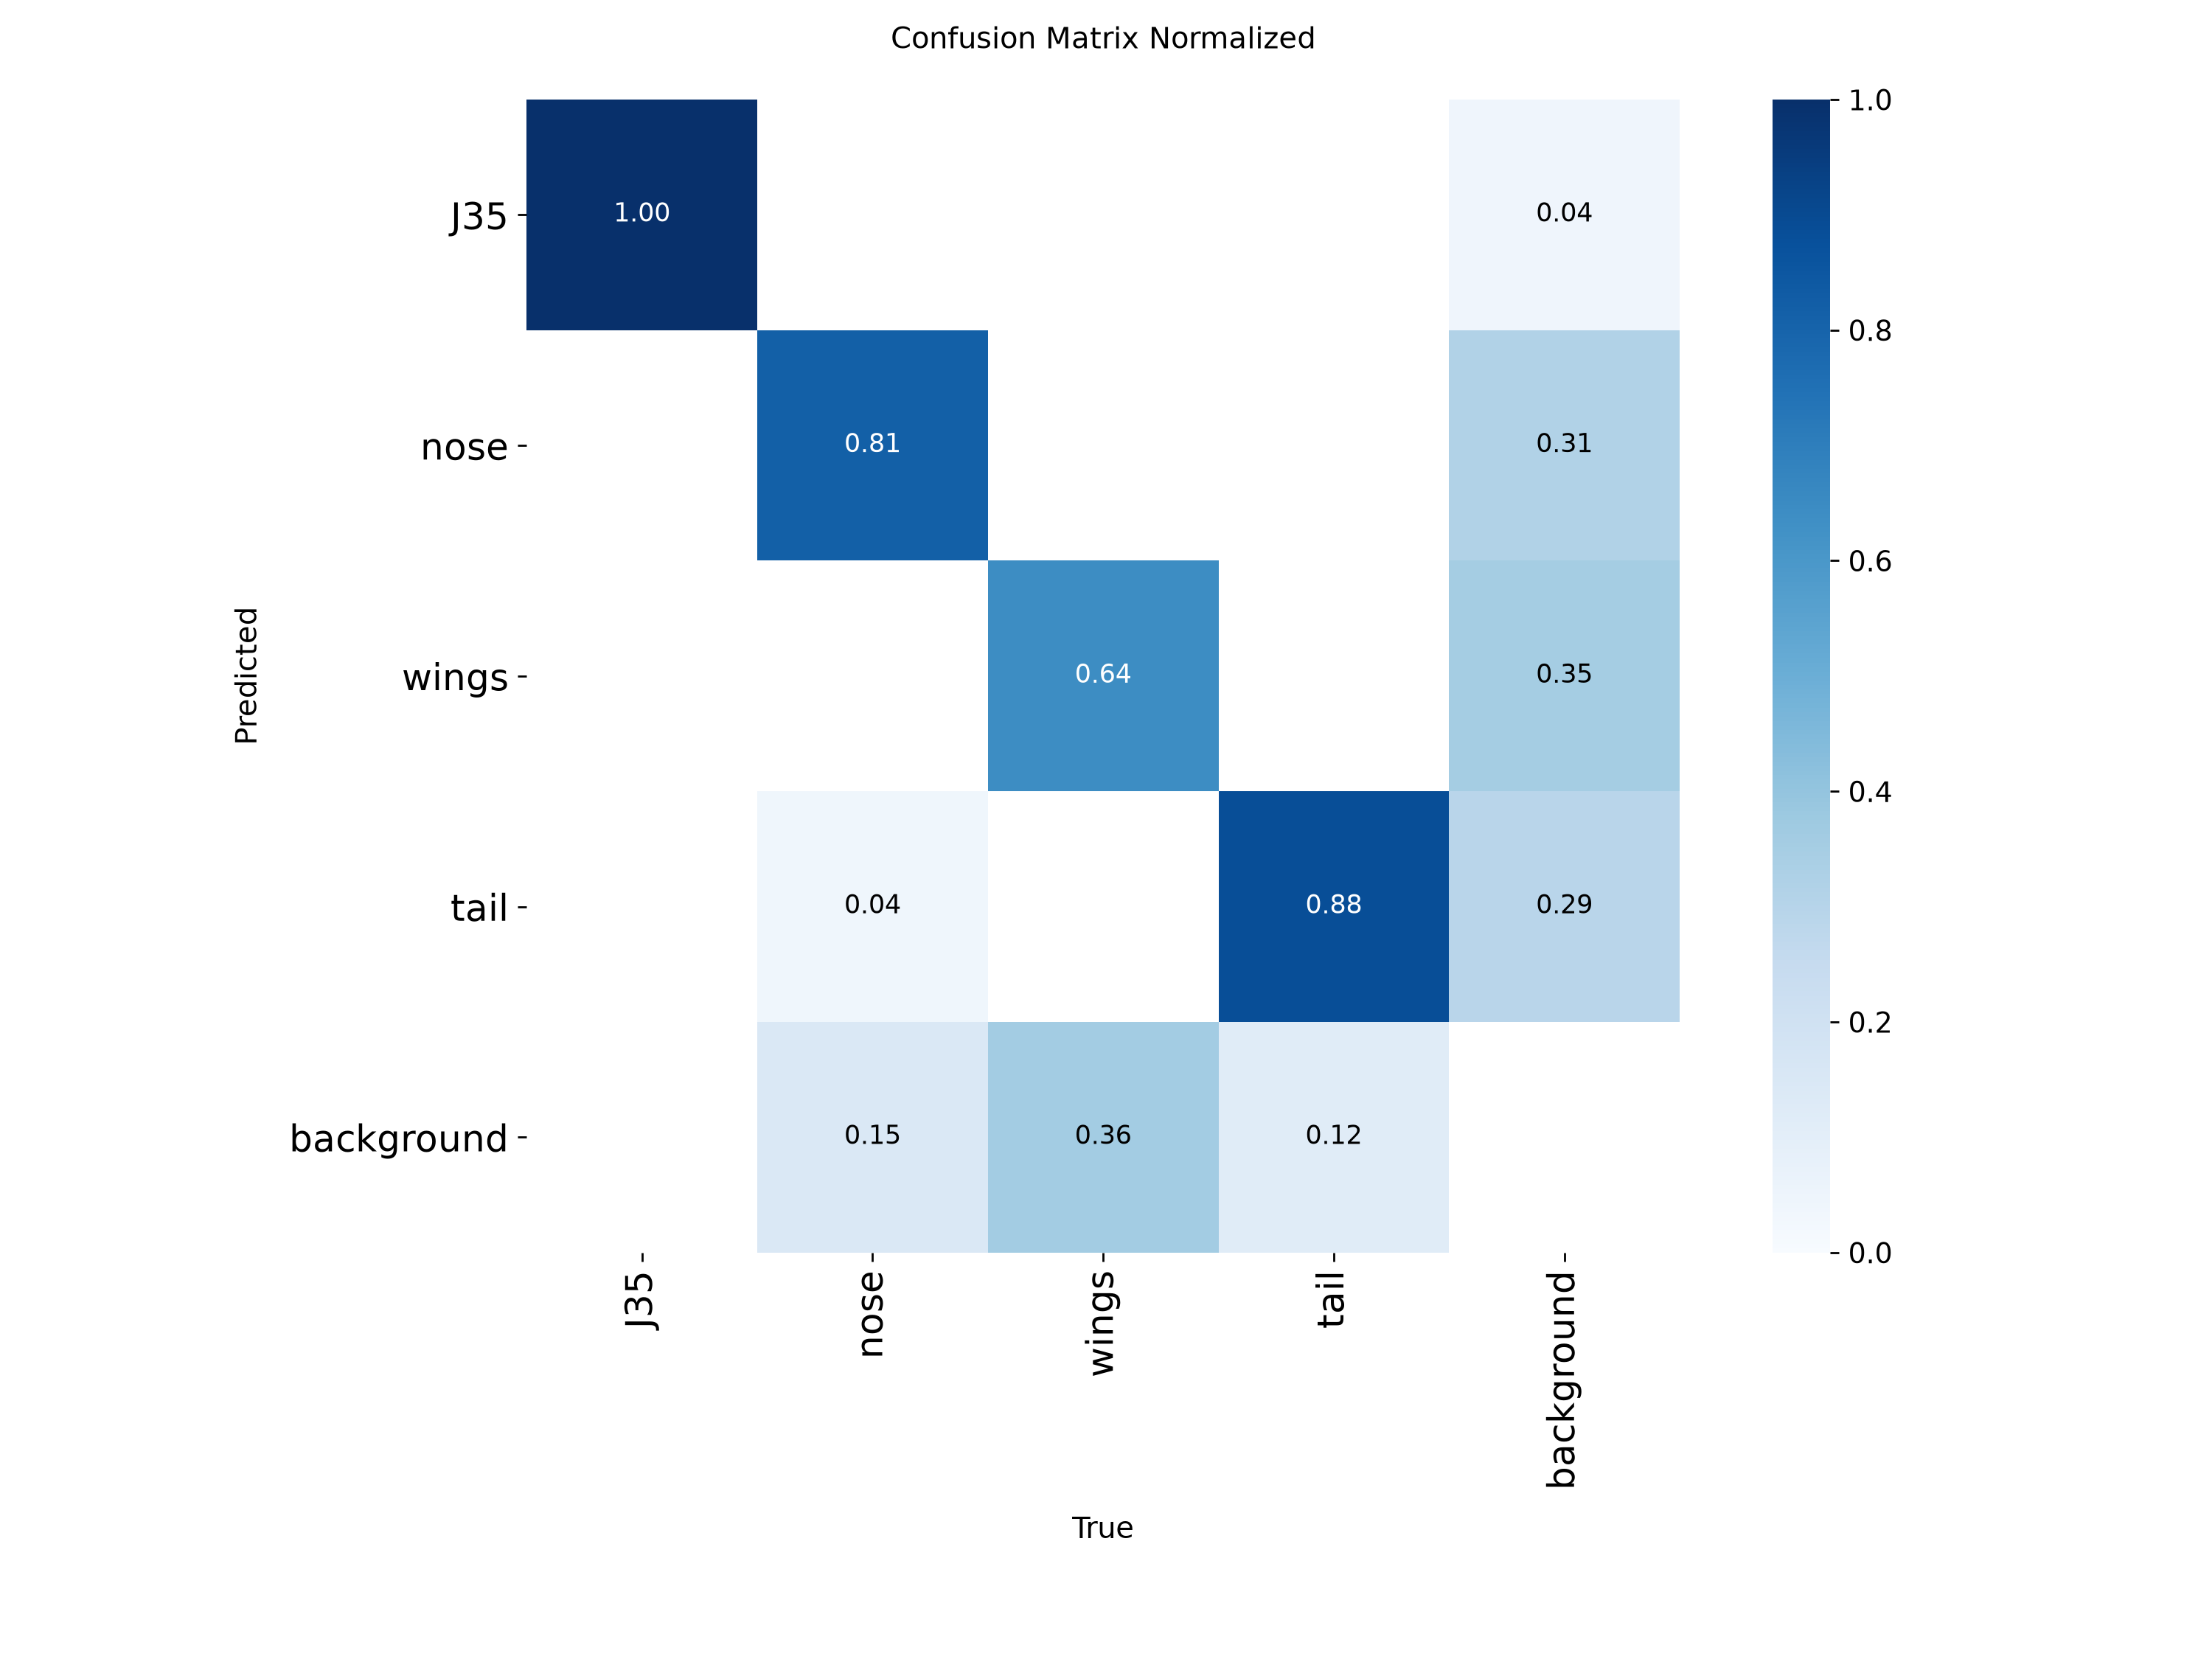 Confusion Matrix Normalized
J35
1.00
0.04
nose
0.81
0.31
wings
0.64
0.35
tail
0.04
0.88
0.29
background
0.15
0.36
0.12
Predicted
J35
nose
wings
tail
background
True
1.0
0.8
0.6
0.4
0.2
0.0